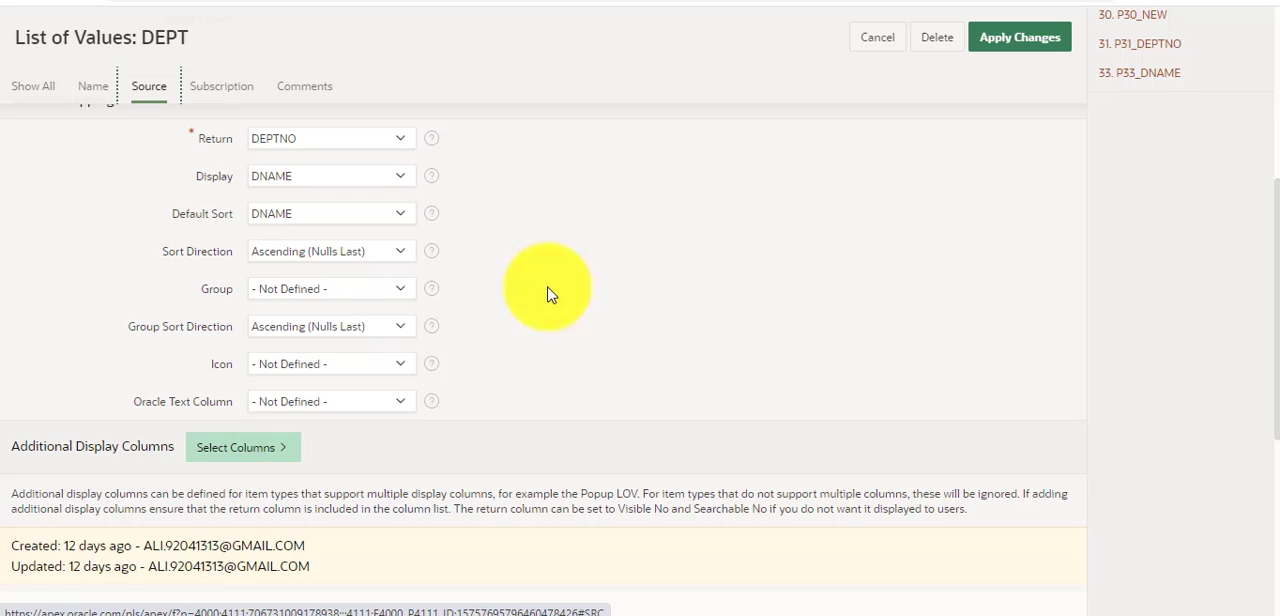 List of Values: DEPT
Cancel
Delete
Apply Changes
30. P30_NEW
31. P31_DEPTNO
33. P33_DNAME
Show All
Name
Source
Subscription
Comments
* Return
DEPTNO
Display
DNAME
Default Sort
DNAME
Sort Direction
Ascending (Nulls Last)
Group
- Not Defined -
Group Sort Direction
Ascending (Nulls Last)
Icon
- Not Defined -
Oracle Text Column
- Not Defined -
Additional Display Columns
Select Columns >
Additional display columns can be defined for item types that support multiple display columns, for example the Popup LOV. For item types that do not support multiple columns, these will be ignored. If adding
additional display columns ensure that the return column is included in the column list. The return column can be set to Visible No and Searchable No if you do not want it displayed to users.
Created: 12 days ago - ALI.92041313@GMAIL.COM
Updated: 12 days ago - ALI.92041313@GMAIL.COM